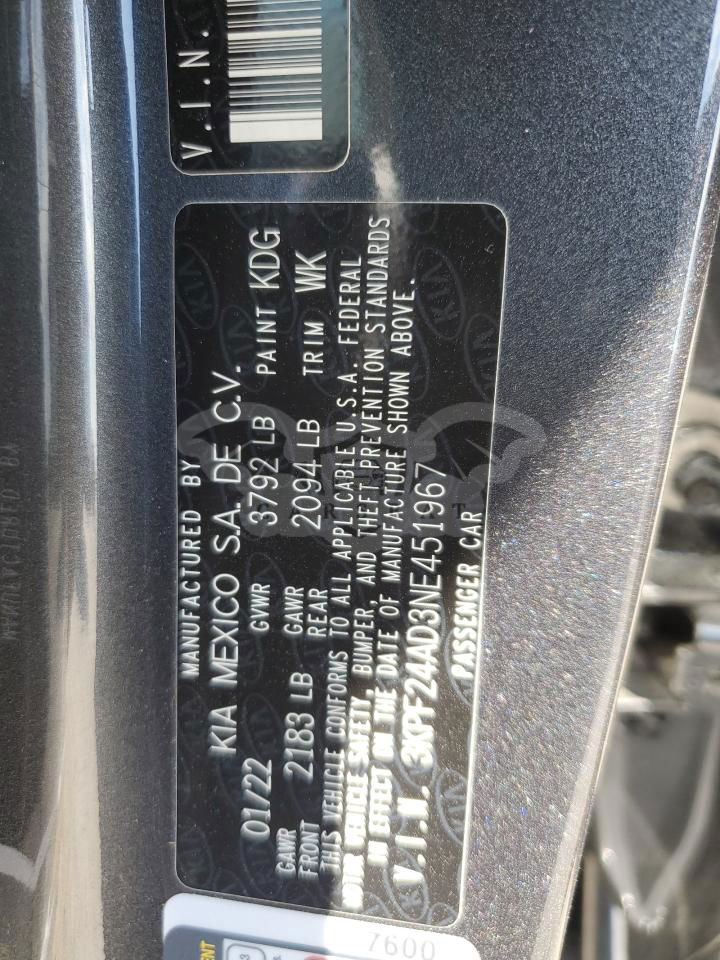 V.I.N.
MANUFACTURED BY
KIA MEXICO S.A. DE C.V.
01/22 GVWR 3792 LB PAINT KDG
GAWR FRONT 2183 LB GAWR REAR 2094 LB TRIM WK
THIS VEHICLE CONFORMS TO ALL APPLICABLE U.S.A. FEDERAL
MOTOR VEHICLE SAFETY, BUMPER, AND THEFT PREVENTION STANDARDS
IN EFFECT ON THE DATE OF MANUFACTURE SHOWN ABOVE.
V.I.N. 3KPF24AD3NE451967
PASSENGER CAR
7600